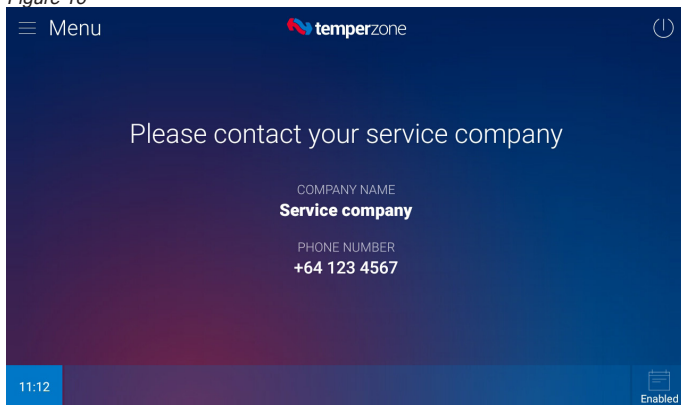 Figure 10
Menu
temperzone
Please contact your service company
COMPANY NAME
Service company
PHONE NUMBER
+64 123 4567
11:12
Enabled